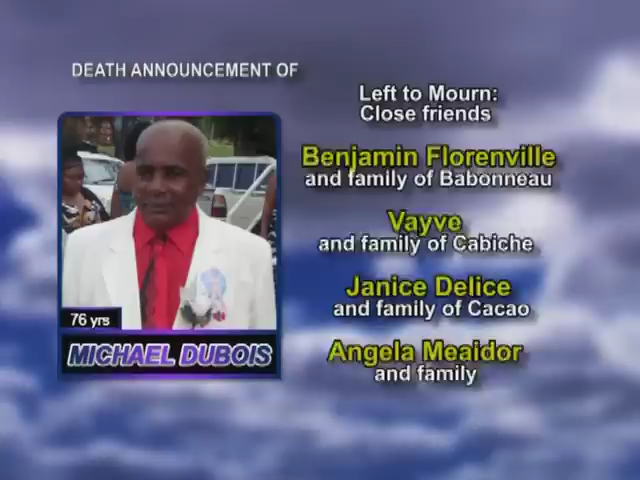 DEATH ANNOUNCEMENT OF
76 yrs
MICHAEL DUBOIS
Left to Mourn:
Close friends
Benjamin Florenville
and family of Babonneau
Vayve
and family of Cabiche
Janice Delice
and family of Cacao
Angela Meaidor
and family